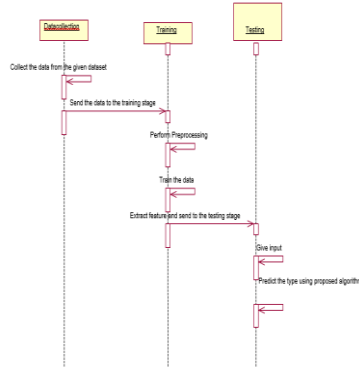 Datacollection
Training
Testing
Collect the data from the given dataset
Send the data to the training stage
Perform Preprocessing
Train the data
Extract feature and send to the testing stage
Give input
Predict the type using proposed algorithm